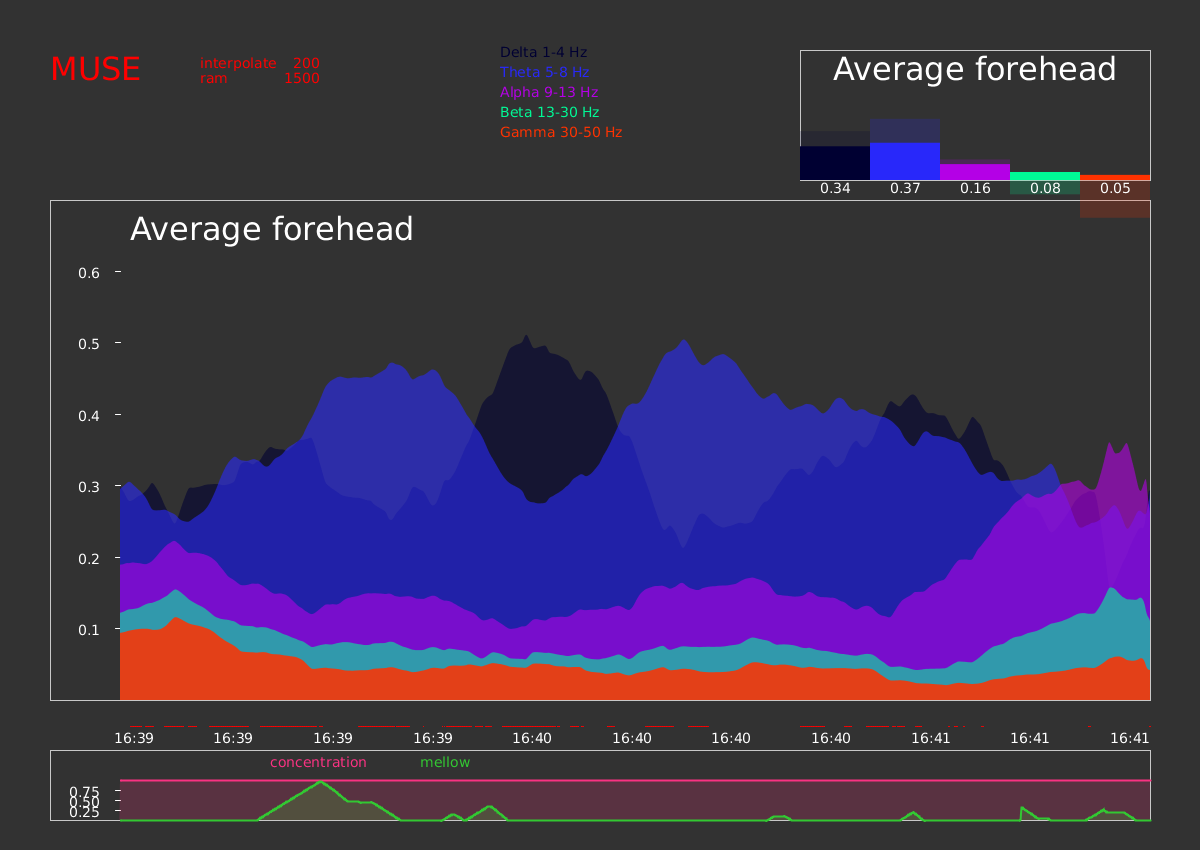 MUSE
interpolate 200
ram 1500
Delta 1-4 Hz
Theta 5-8 Hz
Alpha 9-13 Hz
Beta 13-30 Hz
Gamma 30-50 Hz
Average forehead
0.34 0.37 0.16 0.08 0.05
Average forehead
0.6
0.5
0.4
0.3
0.2
0.1
16:39 16:39 16:39 16:39 16:40 16:40 16:40 16:40 16:41 16:41 16:41
concentration mellow
0.75
0.50
0.25